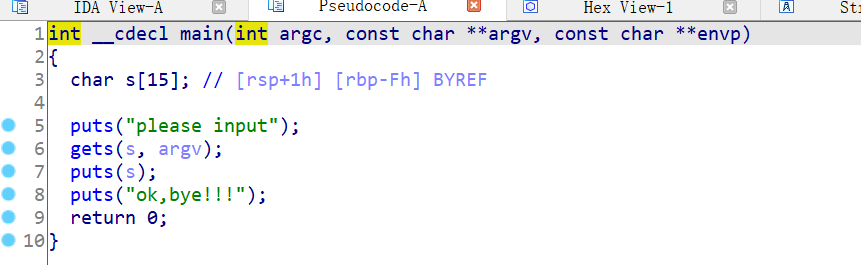 IDA View-A Pseudocode-A Hex View-1 A Str
1 int __cdecl main(int argc, const char **argv, const char **envp)
2 {
3 char s[15]; // [rsp+1h] [rbp-Fh] BYREF
4
5 puts("please input");
6 gets(s, argv);
7 puts(s);
8 puts("ok,bye!!!");
9 return 0;
10 }